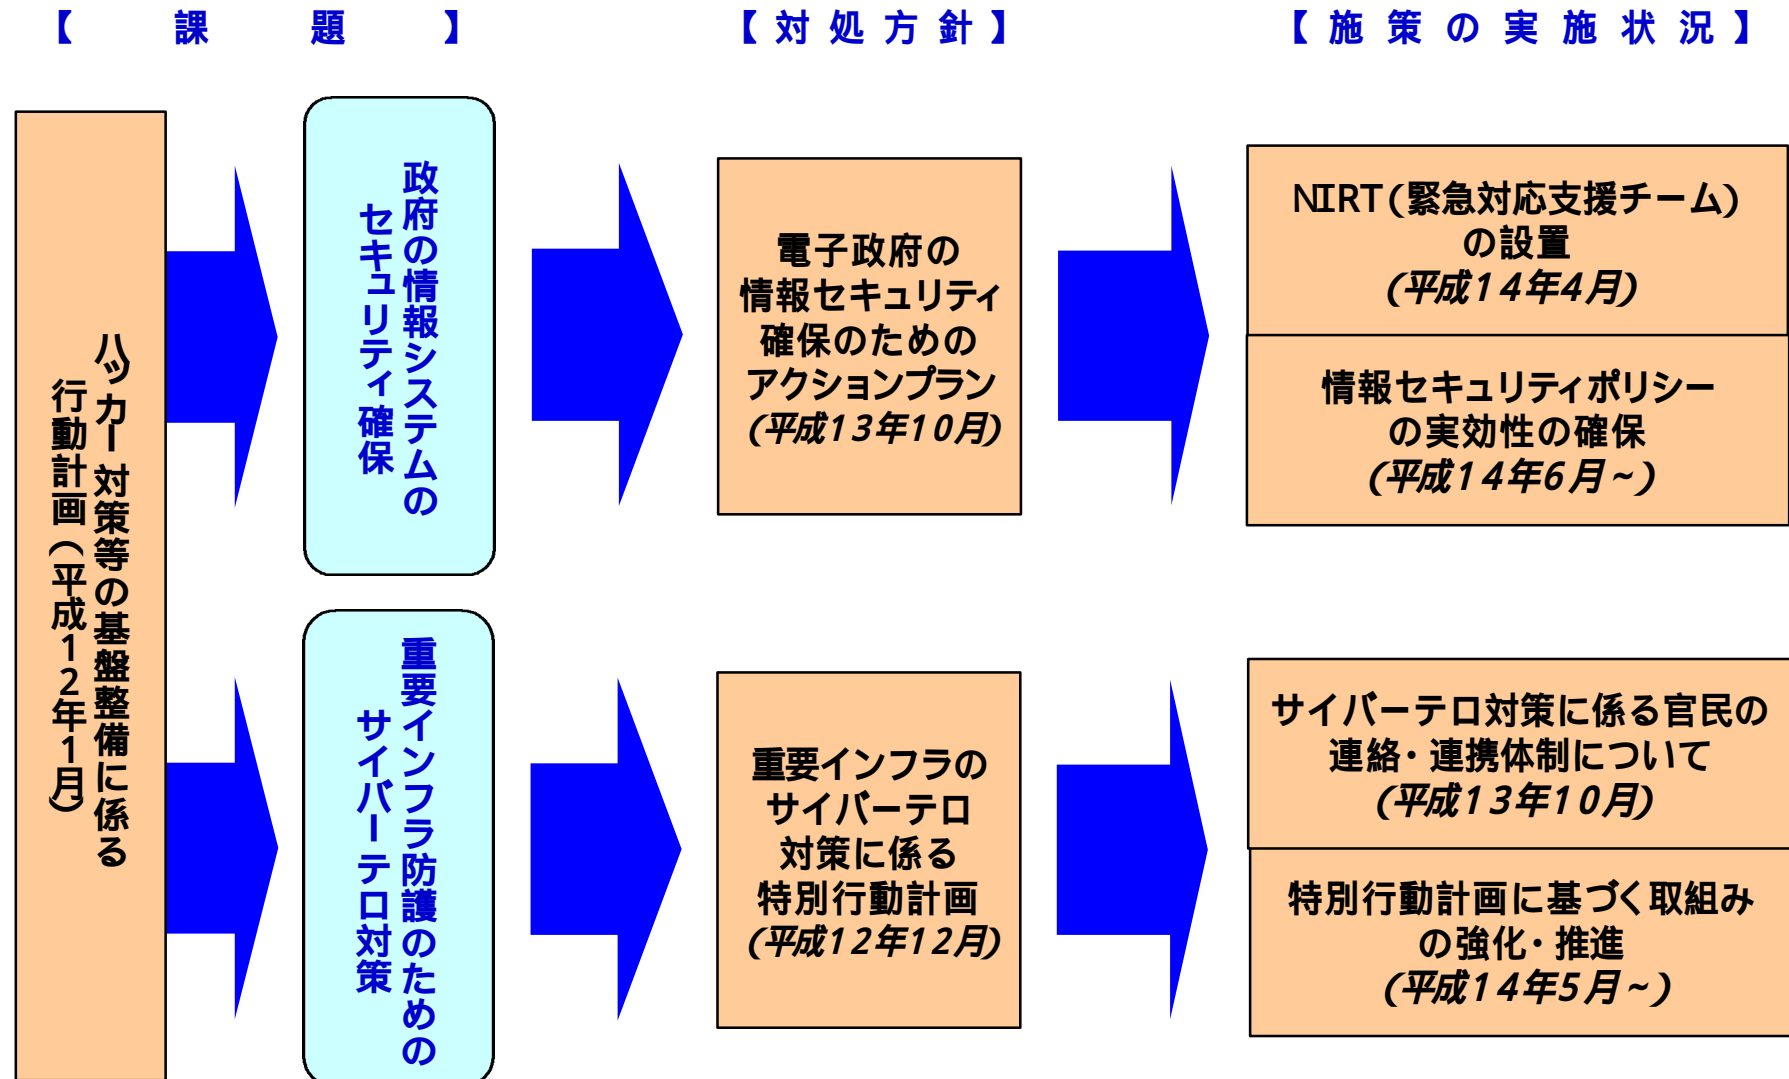 【課題】
【対処方針】
【施策の実施状況】
ハッカー対策等の基盤整備に係る
行動計画(平成12年1月)
政府の情報システムの
セキュリティ確保
電子政府の
情報セキュリティ
確保のための
アクションプラン
(平成13年10月)
NIRT(緊急対応支援チーム)
の設置
(平成14年4月)
情報セキュリティポリシー
の実効性の確保
(平成14年6月~)
重要インフラ防護のための
サイバーテロ対策
重要インフラの
サイバーテロ
対策に係る
特別行動計画
(平成12年12月)
サイバーテロ対策に係る官民の
連絡・連携体制について
(平成13年10月)
特別行動計画に基づく取組み
の強化・推進
(平成14年5月~)